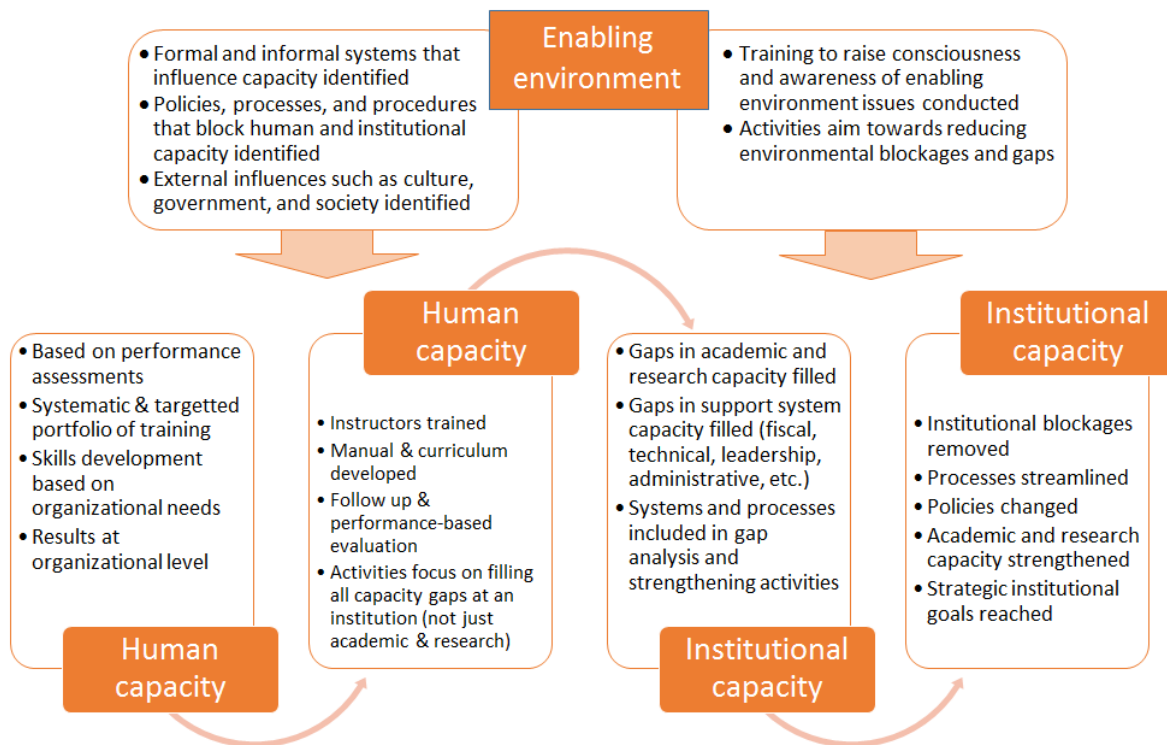 Enabling
environment
• Formal and informal systems that
influence capacity identified
• Policies, processes, and procedures
that block human and institutional
capacity identified
• External influences such as culture,
government, and society identified
• Training to raise consciousness
and awareness of enabling
environment issues conducted
• Activities aim towards reducing
environmental blockages and gaps
• Based on performance
assessments
• Systematic & targetted
portfolio of training
• Skills development
based on
organizational needs
• Results at
organizational level
Human
capacity
Human
capacity
• Instructors trained
• Manual & curriculum
developed
• Follow up &
performance-based
evaluation
• Activities focus on filling
all capacity gaps at an
institution (not just
academic & research)
• Gaps in academic and
research capacity filled
• Gaps in support system
capacity filled (fiscal,
technical, leadership,
administrative, etc.)
• Systems and processes
included in gap
analysis and
strengthening activities
Institutional
capacity
Institutional
capacity
• Institutional blockages
removed
• Processes streamlined
• Policies changed
• Academic and research
capacity strengthened
• Strategic institutional
goals reached